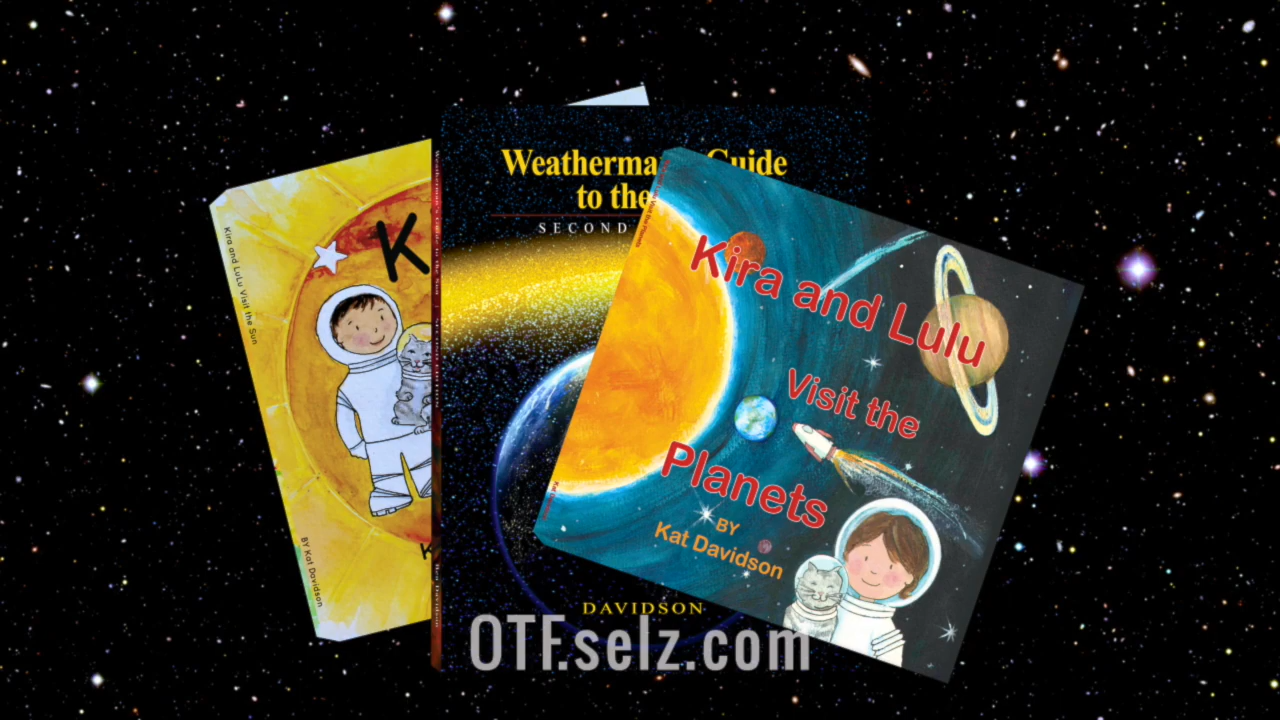 Kira and LuLu Visit the Sun
BY Kat Davidson
K
Weatherma Guide
to the
SECOND
DAVIDSON
Kira and Lulu
Visit the
Planets
BY
Kat Davidson
OTF.selz.com